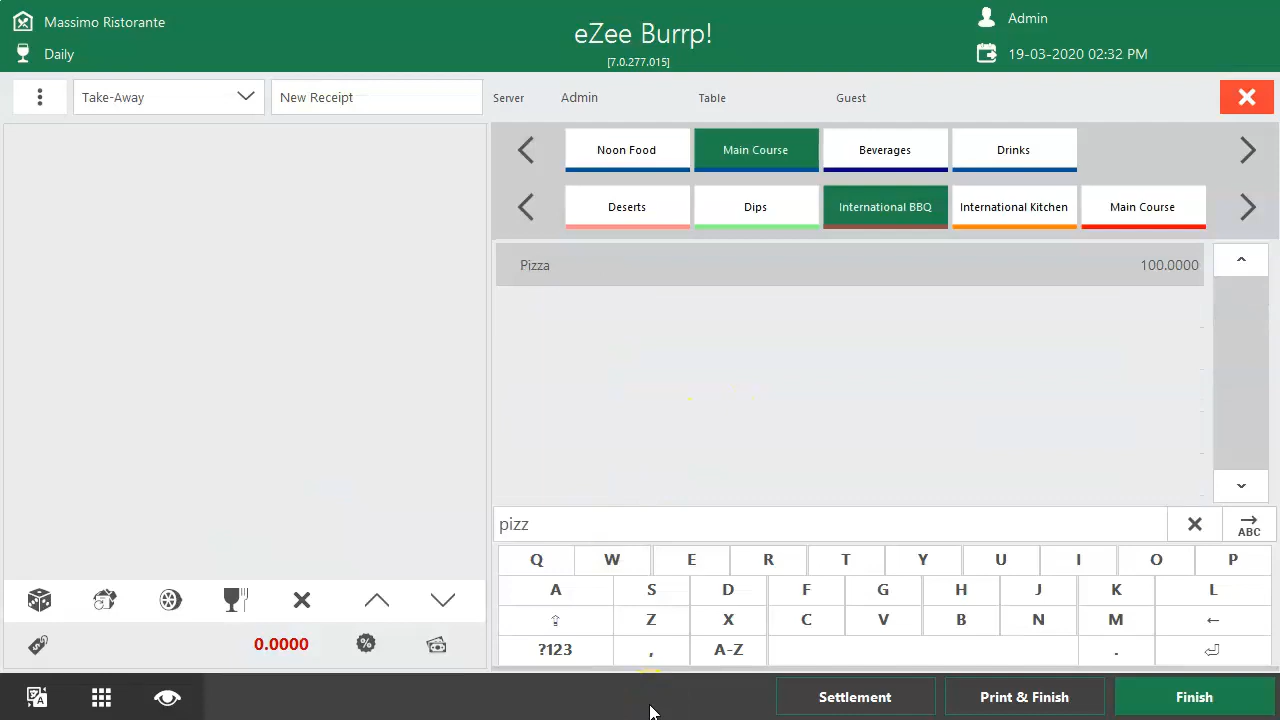 Massimo Ristorante
Daily
eZee Burrp!
[7.0.277.015]
Admin
19-03-2020 02:32 PM
Take-Away
New Receipt
Server Admin Table Guest
Noon Food Main Course Beverages Drinks
Deserts Dips International BBQ International Kitchen Main Course
Pizza 100.0000
pizz
ABC
Q W E R T Y U I O P
A S D F G H J K L
Z X C V B N M
?123 , A-Z .
0.0000
Settlement Print & Finish Finish